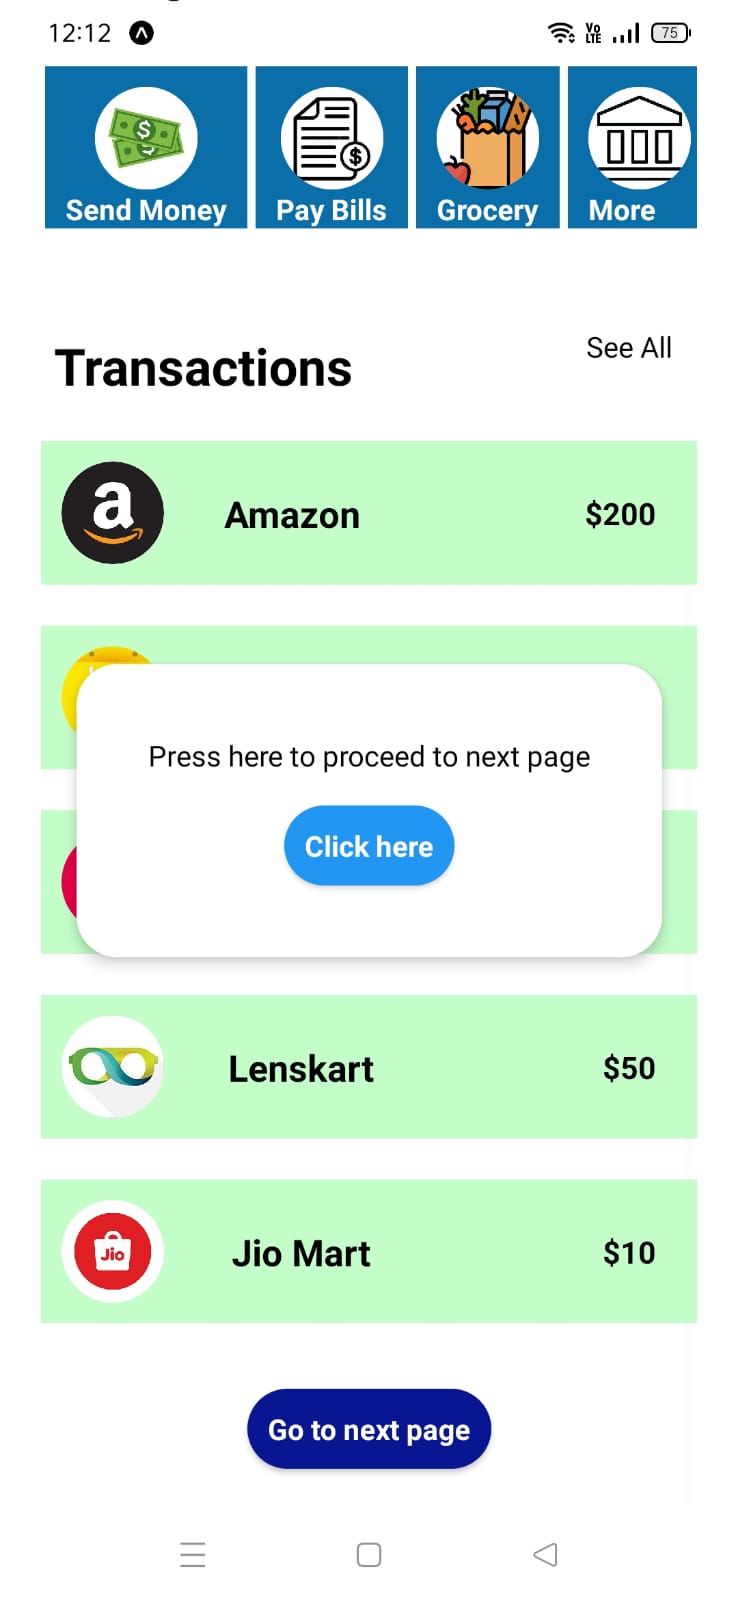 12:12
Vo
LTE
75
Send Money
Pay Bills
Grocery
More
Transactions
See All
a
Amazon
$200
Press here to proceed to next page
Click here
Lenskart
$50
Jio
Jio Mart
$10
Go to next page